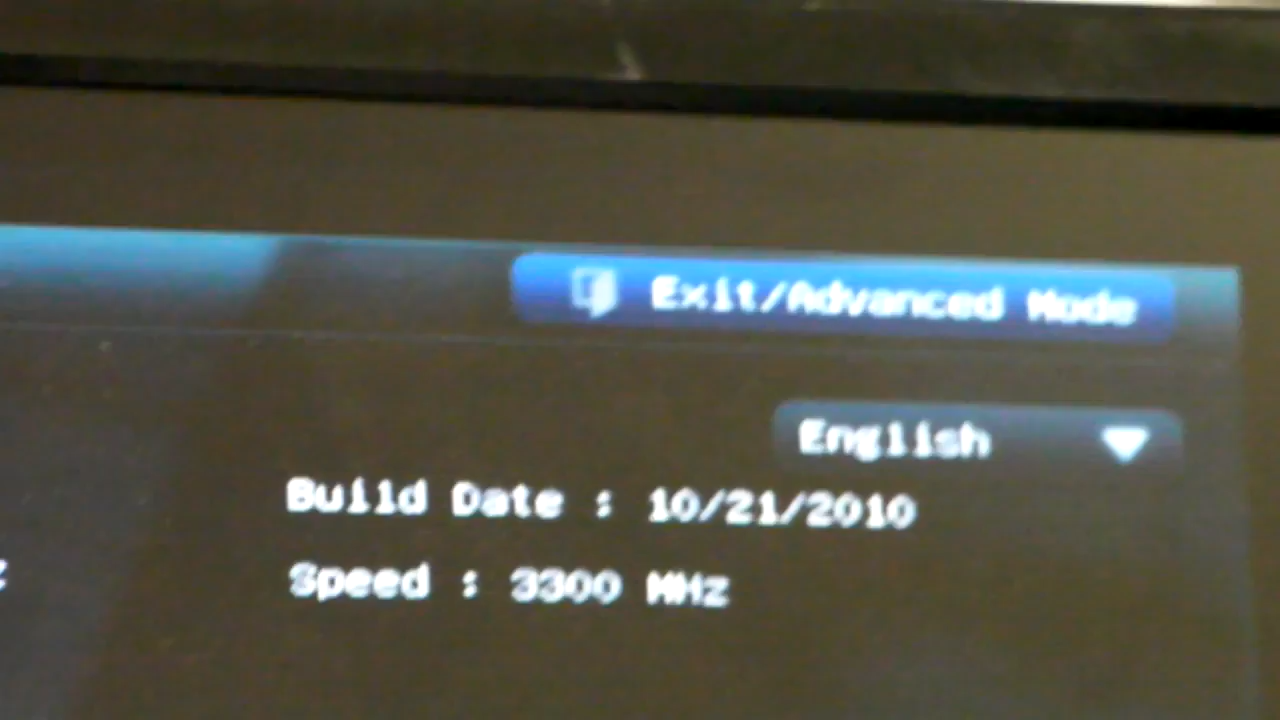 Exit/Advanced Mode
English
Build Date : 10/21/2010
Speed : 3300 MHz